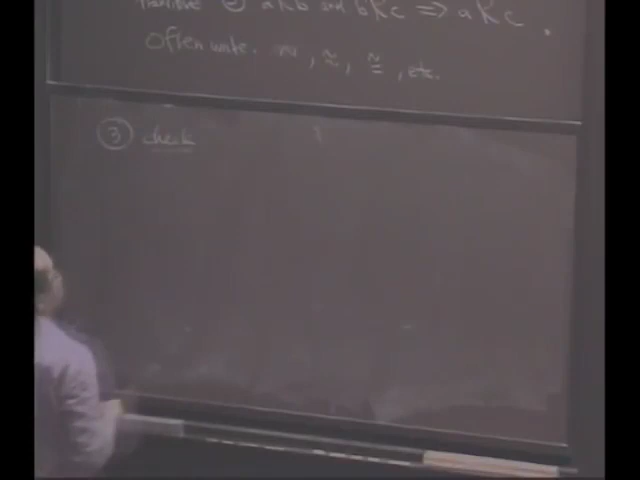 transitive ③ aRb and bRc ⟹ aRc.
Often write. ~, ≈, ≅, etc.
③ check